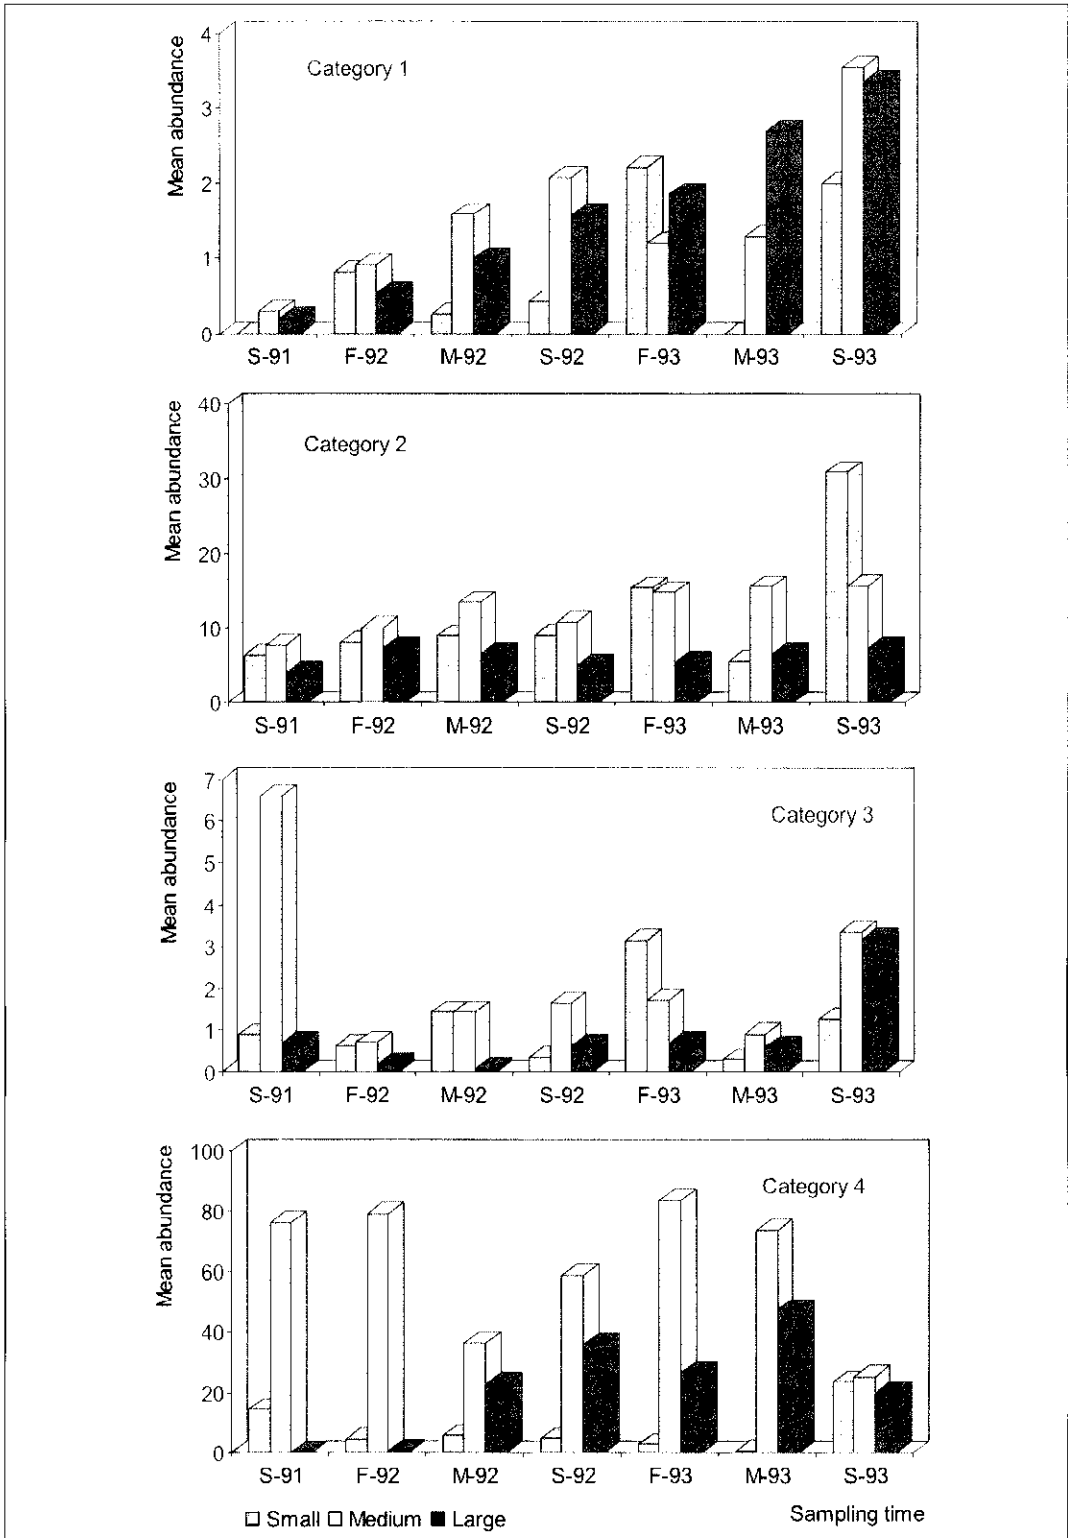 Category 1
Mean abundance
4
3
2
1
0
S-91 F-92 M-92 S-92 F-93 M-93 S-93
Category 2
Mean abundance
40
30
20
10
0
S-91 F-92 M-92 S-92 F-93 M-93 S-93
Category 3
Mean abundance
7
6
5
4
3
2
1
0
S-91 F-92 M-92 S-92 F-93 M-93 S-93
Category 4
Mean abundance
100
80
60
40
20
0
S-91 F-92 M-92 S-92 F-93 M-93 S-93
Small Medium Large
Sampling time